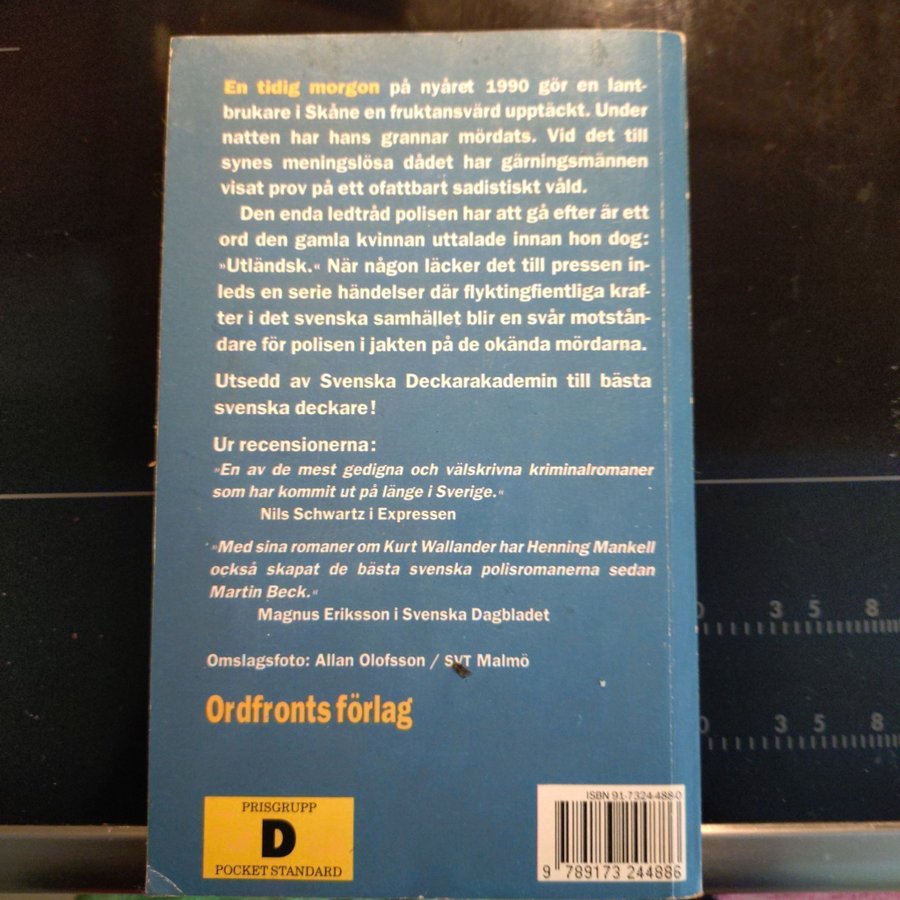 En tidig morgon på nyåret 1990 gör en lant-
brukare i Skåne en fruktansvärd upptäckt. Under
natten har hans grannar mördats. Vid det till
synes meningslösa dådet har gärningsmännen
visat prov på ett ofattbart sadistiskt våld.
Den enda ledtråd polisen har att gå efter är ett
ord den gamla kvinnan uttalade innan hon dog:
»Utländsk.« När någon läcker det till pressen in-
leds en serie händelser där flyktingfientliga kraf-
ter i det svenska samhället blir en svår motstån-
dare för polisen i jakten på de okända mördarna.
Utsedd av Svenska Deckarakademin till bästa
svenska deckare!
Ur recensionerna:
»En av de mest gedigna och välskrivna kriminalromaner
som har kommit ut på länge i Sverige.«
Nils Schwartz i Expressen
»Med sina romaner om Kurt Wallander har Henning Mankell
också skapat de bästa svenska polisromanerna sedan
Martin Beck.«
Magnus Eriksson i Svenska Dagbladet
Omslagsfoto: Allan Olofsson / SVT Malmö
Ordfronts förlag
PRISGRUPP
D
POCKET STANDARD
ISBN 91-7324-488-0
9 789173 244886
0 3 5 8
0 3 5 8